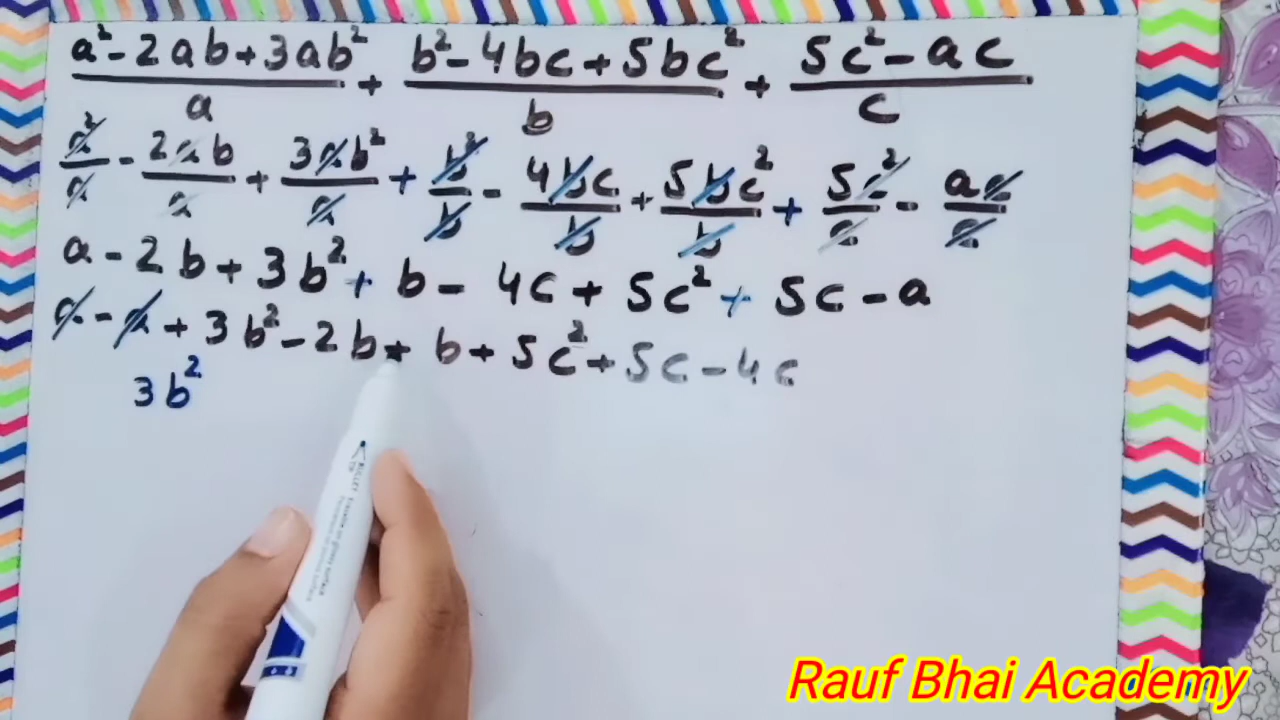 a² - 2ab + 3ab² / a + b² - 4bc + 5bc² / b + 5c² - ac / c
a²/a - 2ab/a + 3ab²/a + b²/b - 4bc/b + 5bc²/b + 5c²/c - ac/c
a - 2b + 3b² + b - 4c + 5c² + 5c - a
a - a + 3b² - 2b + b + 5c² + 5c - 4c
3b²
Rauf Bhai Academy